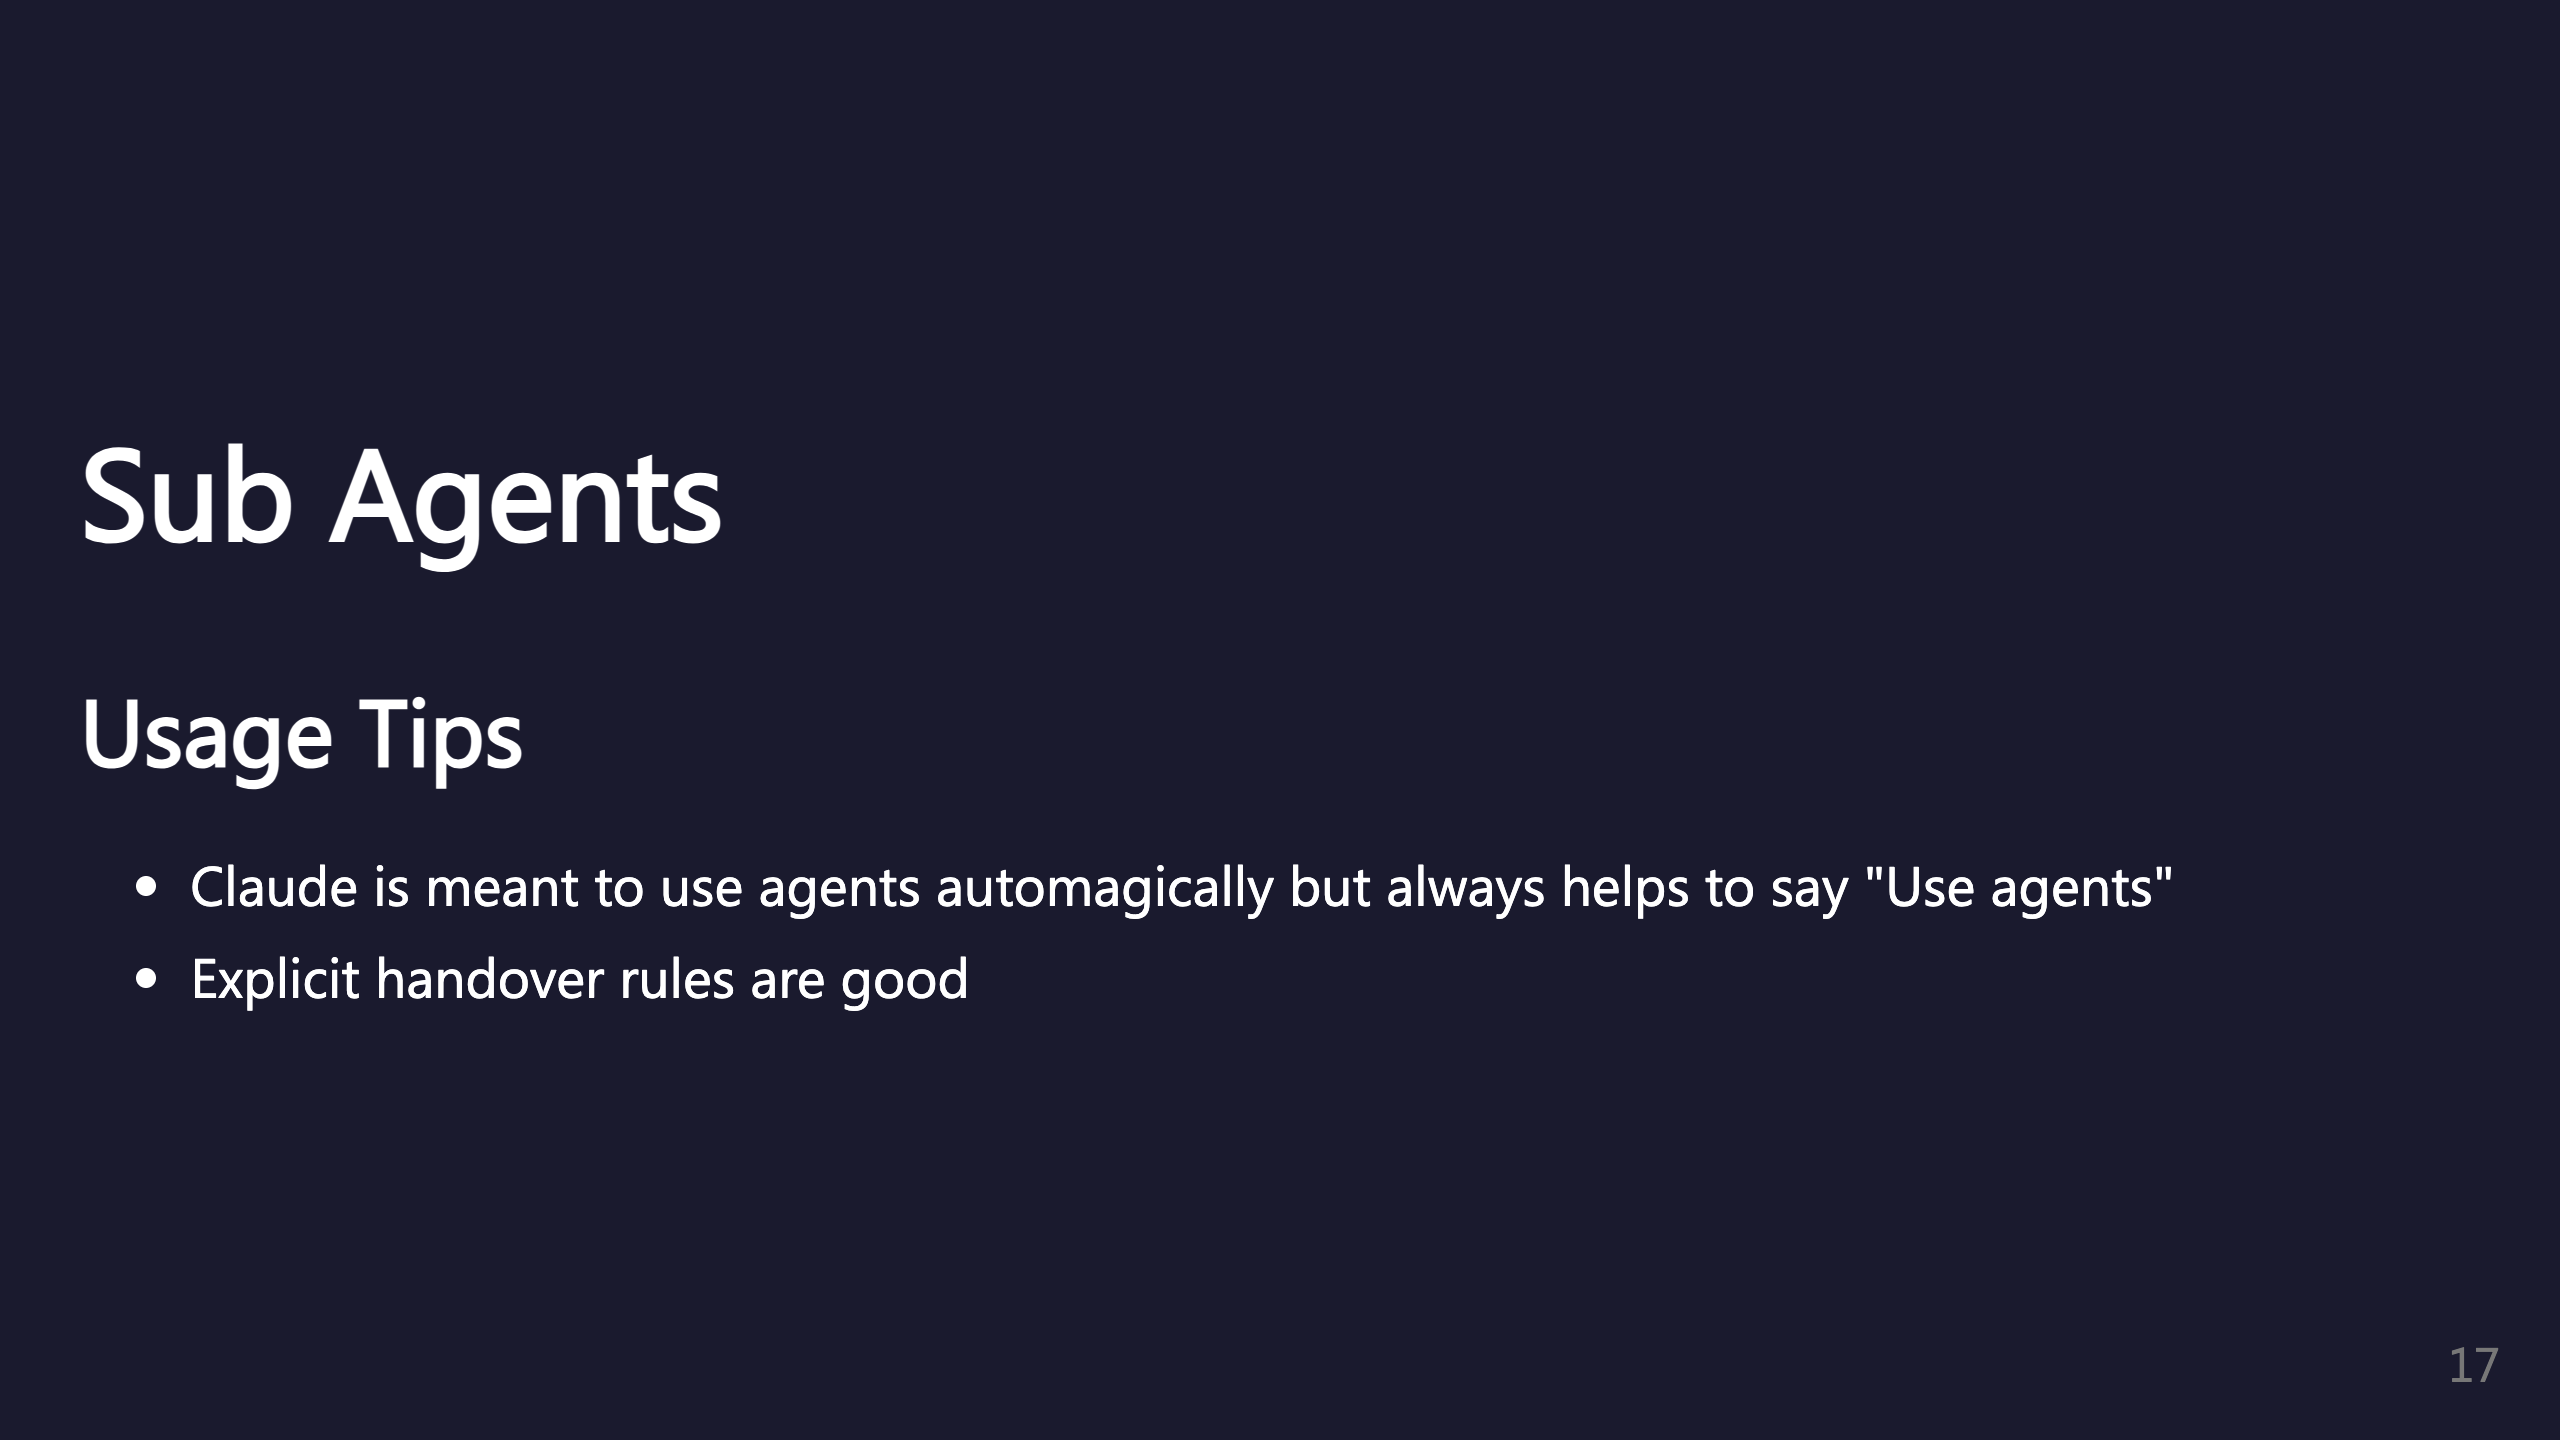 Sub Agents
Usage Tips
• Claude is meant to use agents automagically but always helps to say "Use agents"
• Explicit handover rules are good
17